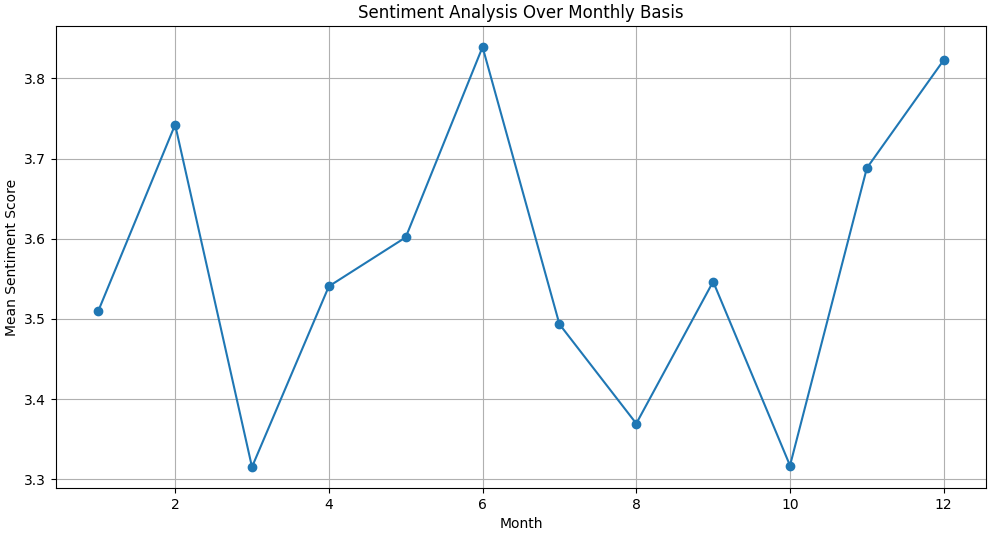 Sentiment Analysis Over Monthly Basis
Mean Sentiment Score
3.8
3.7
3.6
3.5
3.4
3.3
2 4 6 8 10 12
Month